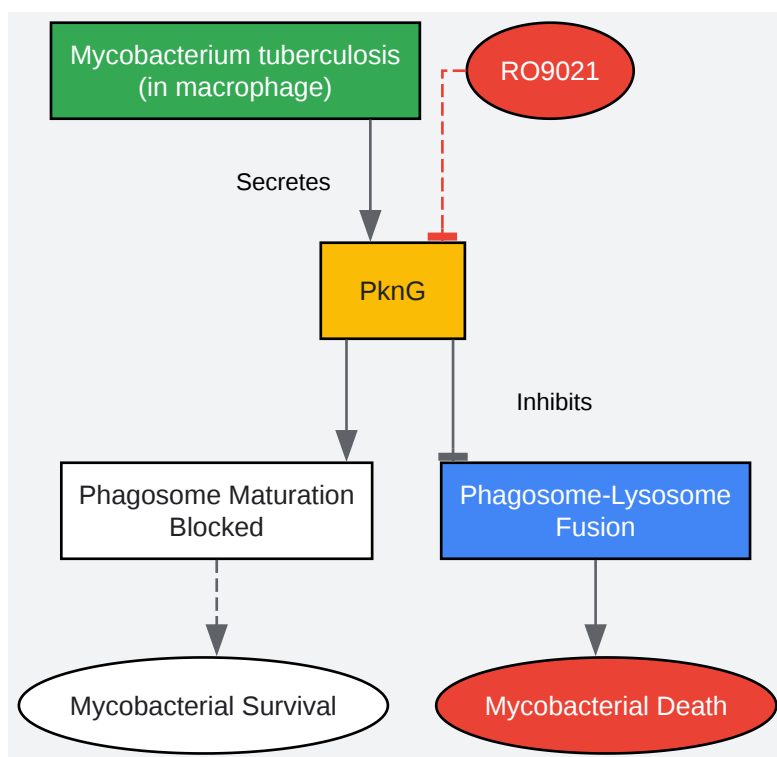 Mycobacterium tuberculosis
(in macrophage)
RO9021
Secretes
PknG
Inhibits
Phagosome Maturation
Blocked
Phagosome-Lysosome
Fusion
Mycobacterial Survival
Mycobacterial Death